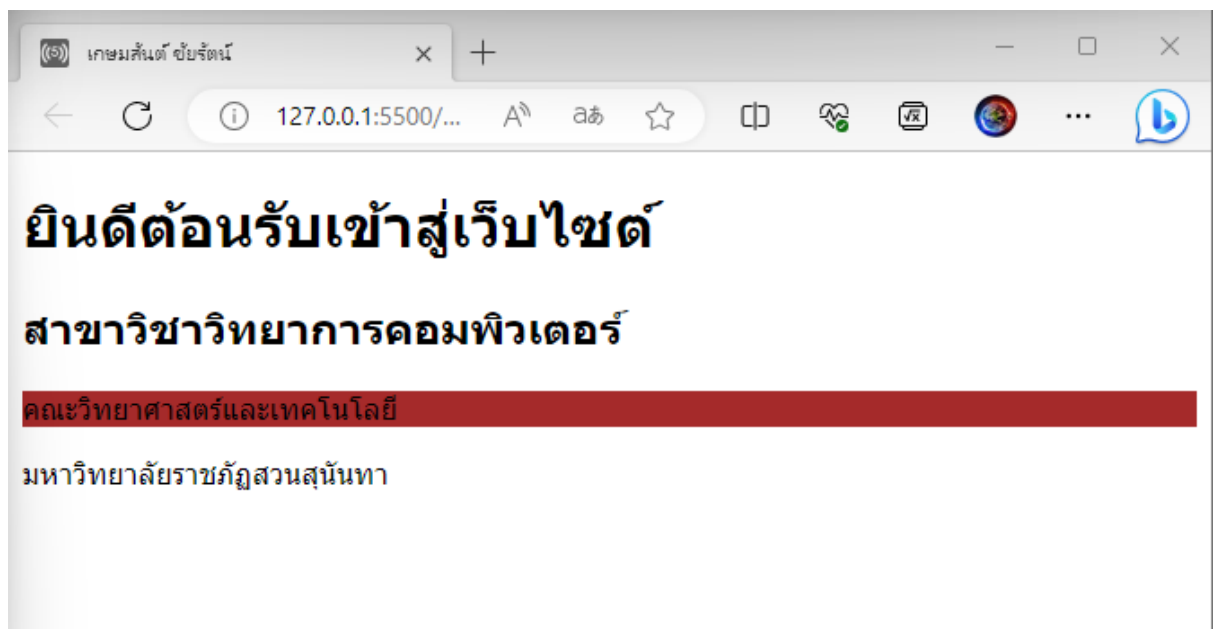 เกษมสันต์ ชัยรัตน์
127.0.0.1:5500/...
ยินดีต้อนรับเข้าสู่เว็บไซต์
สาขาวิชาวิทยาการคอมพิวเตอร์
คณะวิทยาศาสตร์และเทคโนโลยี
มหาวิทยาลัยราชภัฏสวนสุนันทา